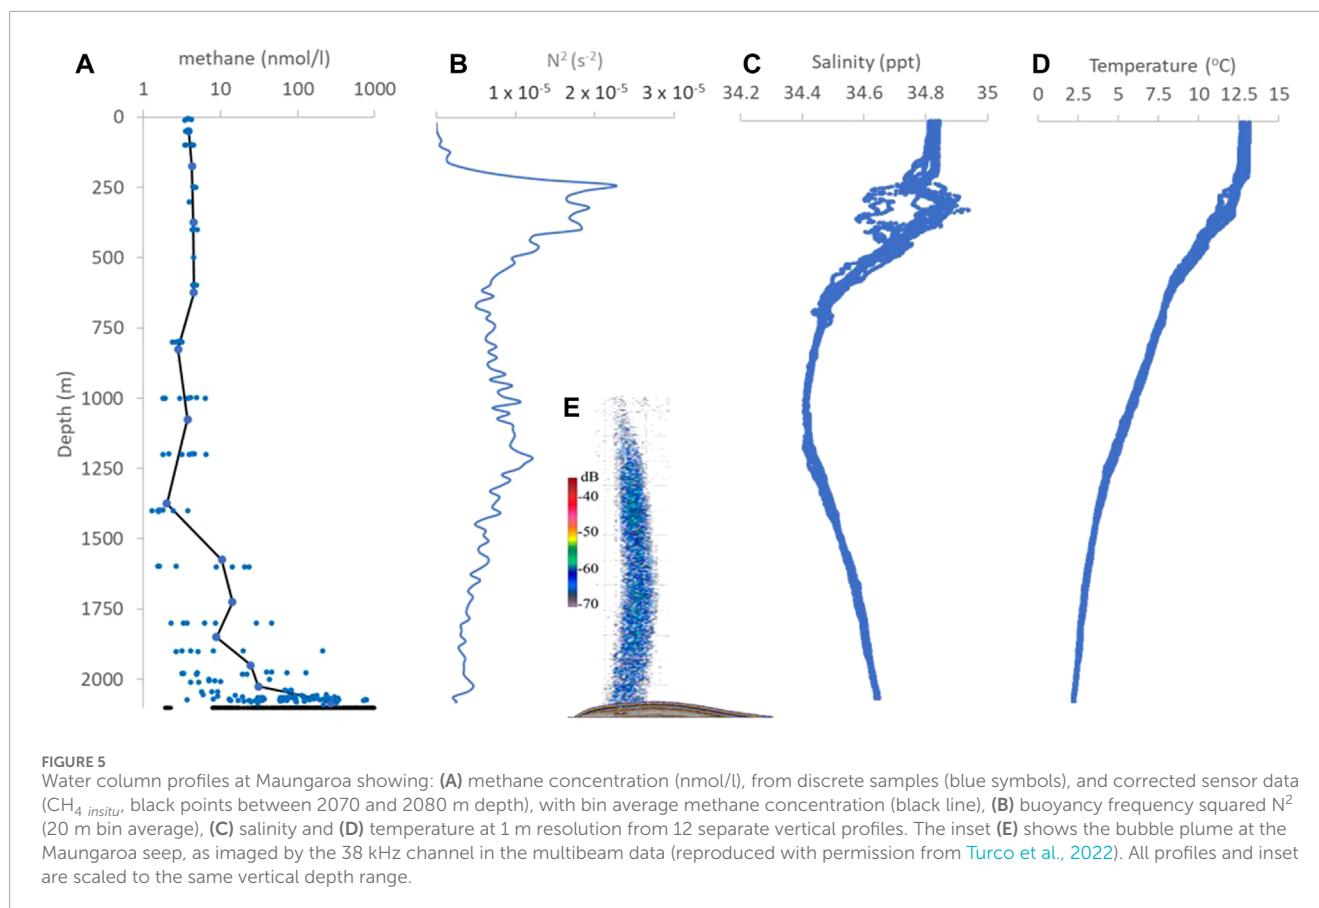 A methane (nmol/l)
1 10 100 1000
B N² (s⁻²)
1 x 10⁻⁵ 2 x 10⁻⁵ 3 x 10⁻⁵
C Salinity (ppt)
34.2 34.4 34.6 34.8 35
D Temperature (°C)
0 2.5 5 7.5 10 12.5 15
Depth (m)
0
250
500
750
1000
1250
1500
1750
2000
E
dB
-40
-50
-60
-70
FIGURE 5
Water column profiles at Maungaroa showing: (A) methane concentration (nmol/l), from discrete samples (blue symbols), and corrected sensor data
(CH₄ insitu, black points between 2070 and 2080 m depth), with bin average methane concentration (black line), (B) buoyancy frequency squared N²
(20 m bin average), (C) salinity and (D) temperature at 1 m resolution from 12 separate vertical profiles. The inset (E) shows the bubble plume at the
Maungaroa seep, as imaged by the 38 kHz channel in the multibeam data (reproduced with permission from Turco et al., 2022). All profiles and inset
are scaled to the same vertical depth range.